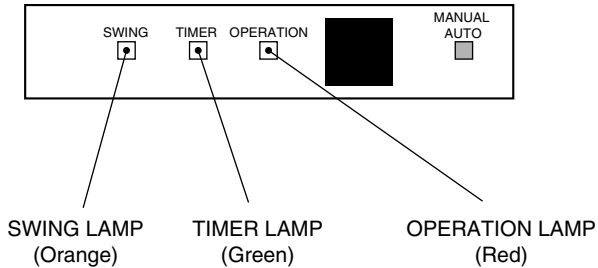 MANUAL
SWING TIMER OPERATION AUTO
SWING LAMP TIMER LAMP OPERATION LAMP
(Orange) (Green) (Red)